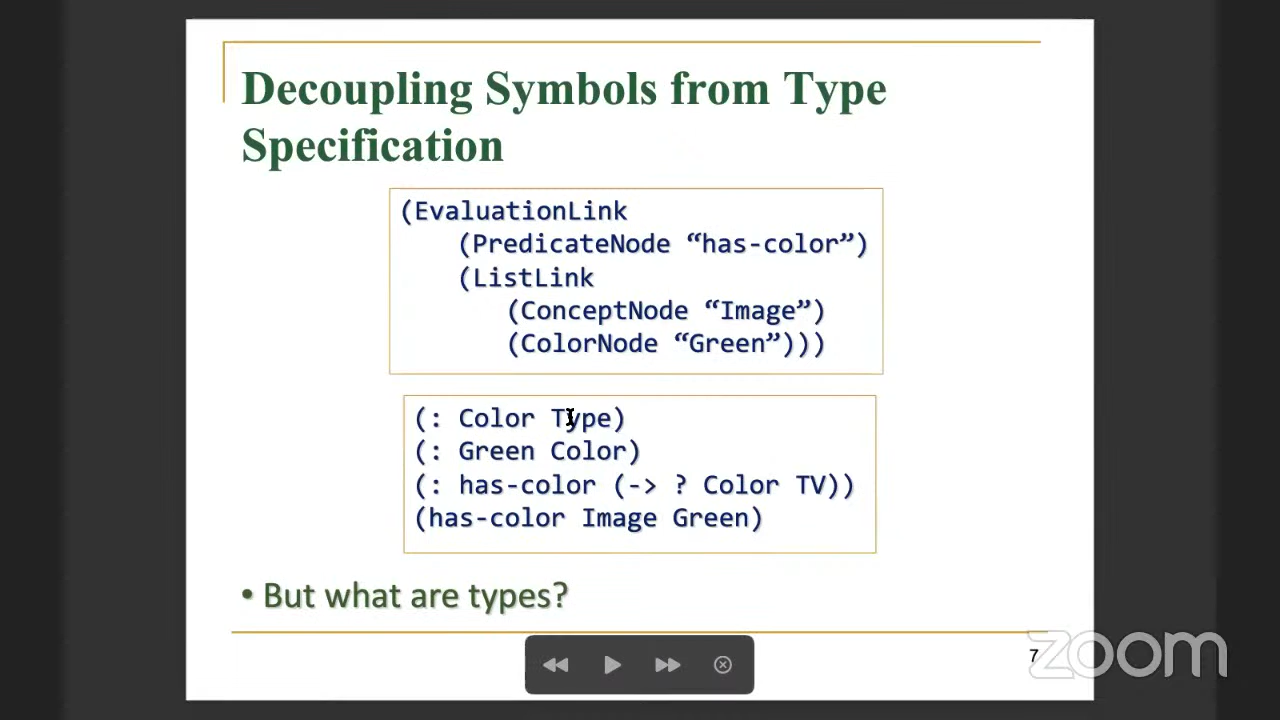 Decoupling Symbols from Type
Specification
(EvaluationLink
(PredicateNode “has-color”)
(ListLink
(ConceptNode “Image”)
(ColorNode “Green”)))
(: Color Type)
(: Green Color)
(: has-color (-> ? Color TV))
(has-color Image Green)
• But what are types?
7
zoom